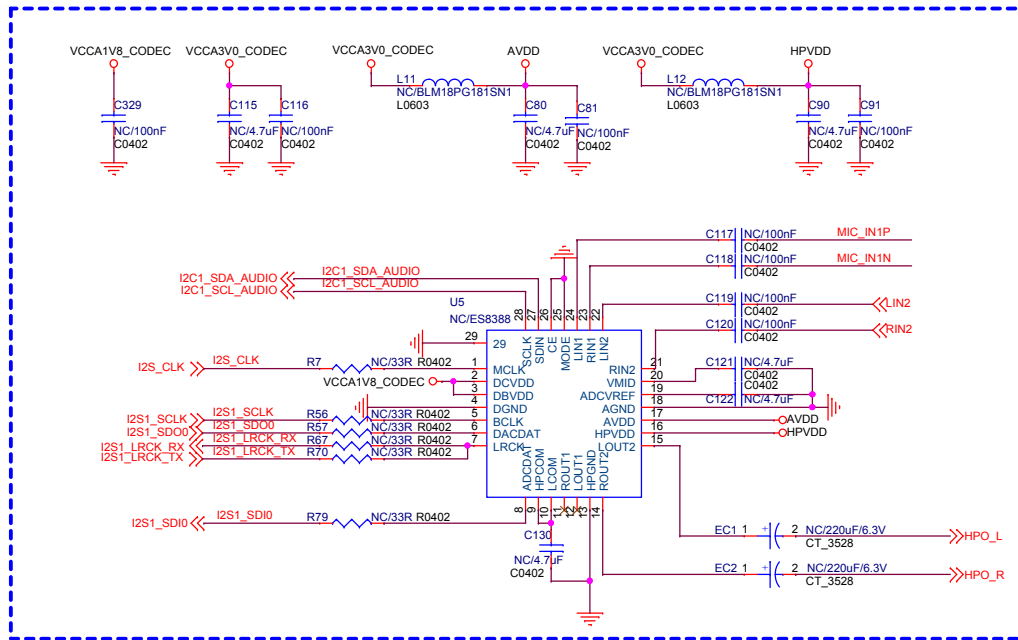 VCCA1V8_CODEC
VCCA3V0_CODEC
VCCA3V0_CODEC
AVDD
VCCA3V0_CODEC
HPVDD
L11
NC/BLM18PG181SN1
L0603
L12
NC/BLM18PG181SN1
L0603
C329
NC/100nF
C0402
C115
NC/4.7uF
C0402
C116
NC/100nF
C0402
C80
NC/4.7uF
C0402
C81
NC/100nF
C0402
C90
NC/4.7uF
C0402
C91
NC/100nF
C0402
C117
NC/100nF
C0402
MIC_IN1P
C118
NC/100nF
C0402
MIC_IN1N
I2C1_SDA_AUDIO
I2C1_SDA_AUDIO
I2C1_SCL_AUDIO
I2C1_SCL_AUDIO
C119
NC/100nF
C0402
LIN2
C120
NC/100nF
C0402
RIN2
U5
NC/ES8388
28
27
26
25
24
23
22
SCLK
SDIN
CE
MODE
LIN1
RIN1
LIN2
29
29
I2S_CLK
I2S_CLK
R7
NC/33R
R0402
1
MCLK
VCCA1V8_CODEC
2
DCVDD
3
DBVDD
4
DGND
I2S1_SCLK
I2S1_SCLK
R56
NC/33R
R0402
5
BCLK
I2S1_SDO0
I2S1_SDO0
R57
NC/33R
R0402
6
DACDAT
I2S1_LRCK_RX
I2S1_LRCK_RX
R67
NC/33R
R0402
7
LRCK
I2S1_LRCK_TX
I2S1_LRCK_TX
R70
NC/33R
R0402
21
RIN2
20
VMID
19
ADCVREF
18
AGND
17
AVDD
16
HPVDD
15
LOUT2
C121
NC/4.7uF
C0402
C0402
C122
NC/4.7uF
AVDD
HPVDD
ADCDAT
HPCOM
LCOM
ROUT1
LOUT1
HPGND
ROUT2
8
9
10
11
12
13
14
I2S1_SDI0
I2S1_SDI0
R79
NC/33R
R0402
C130
NC/4.7uF
C0402
EC1
1
+
2
NC/220uF/6.3V
CT_3528
HPO_L
EC2
1
+
2
NC/220uF/6.3V
CT_3528
HPO_R